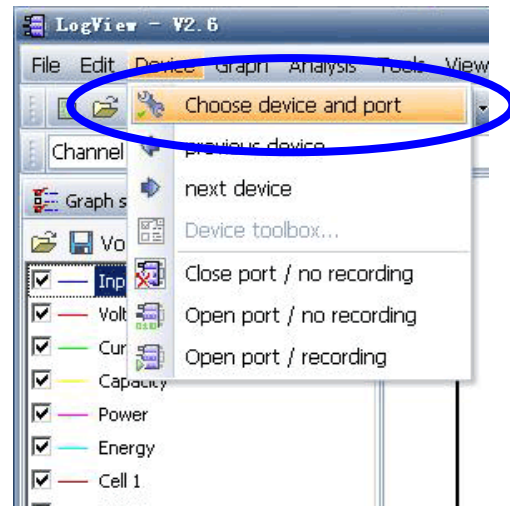 LogView - V2.6
File Edit Device Graph Analysis Tools View
Choose device and port
Channel
previous device
next device
Graph s
Device toolbox...
Vo
Close port / no recording
Inp
Volt
Open port / no recording
Cur
Open port / recording
Capacity
Power
Energy
Cell 1